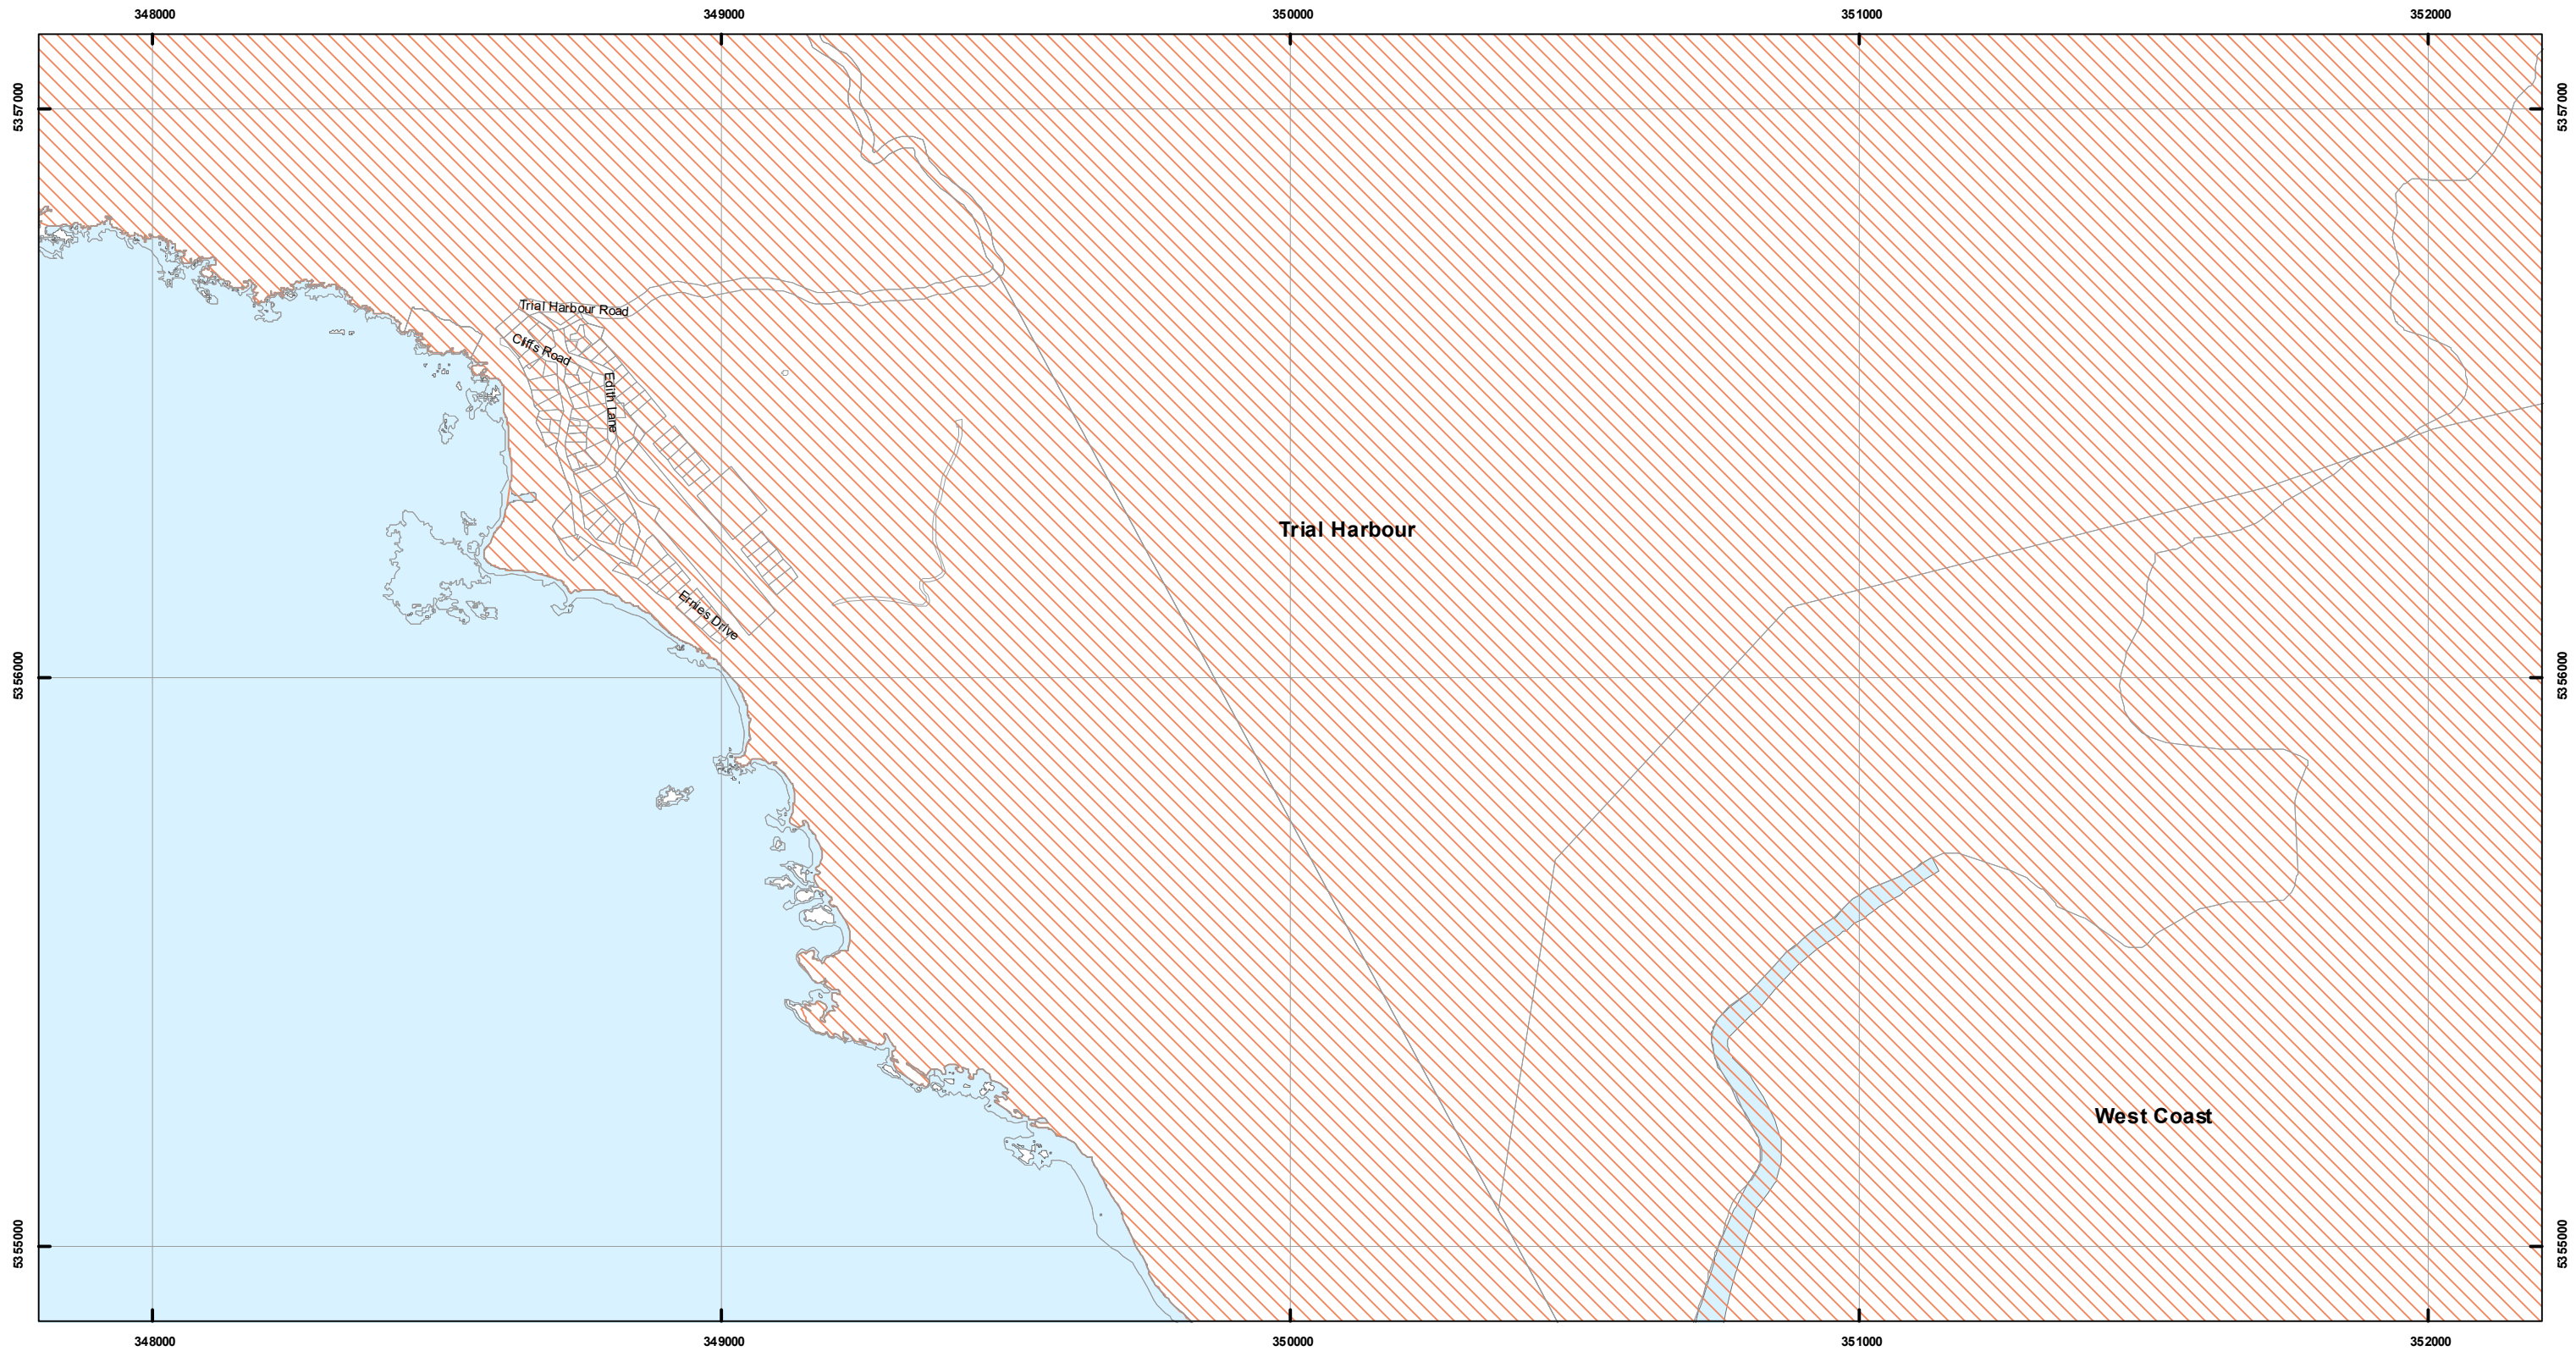 348000 349000 350000 351000 352000
5357000 5357000
Trial Harbour Road
Cliffs Road
Edith Lane
Trial Harbour
Ernies Drive
5356000 5356000
West Coast
5355000 5355000
348000 349000 350000 351000 352000